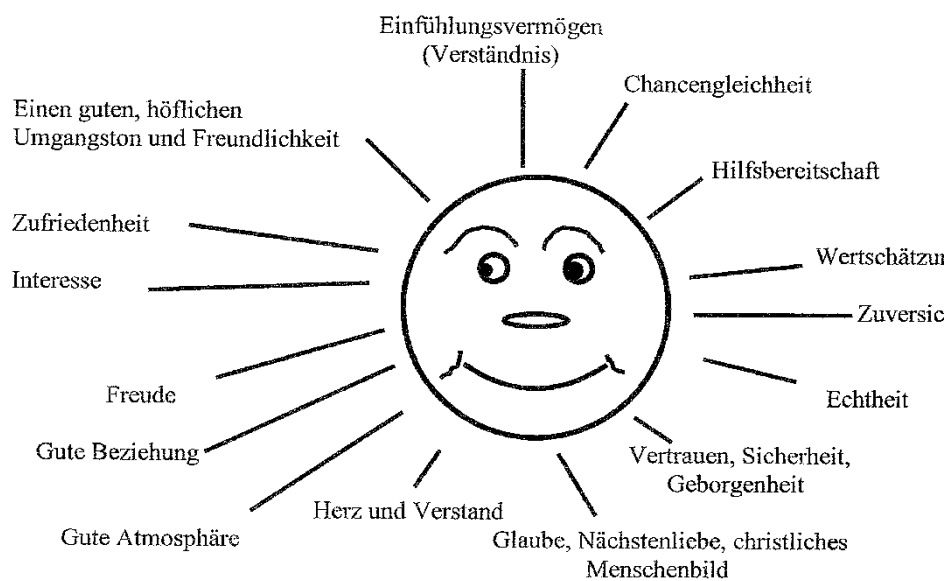 Einfühlungsvermögen
(Verständnis)
Chancengleichheit
Einen guten, höflichen
Umgangston und Freundlichkeit
Hilfsbereitschaft
Zufriedenheit
Wertschätzun
Interesse
Zuversic
Freude
Echtheit
Gute Beziehung
Vertrauen, Sicherheit,
Geborgenheit
Herz und Verstand
Gute Atmosphäre
Glaube, Nächstenliebe, christliches
Menschenbild